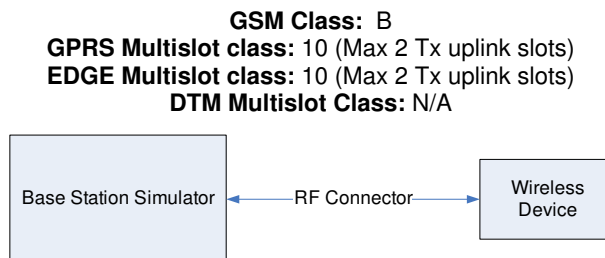 GSM Class: B
GPRS Multislot class: 10 (Max 2 Tx uplink slots)
EDGE Multislot class: 10 (Max 2 Tx uplink slots)
DTM Multislot Class: N/A
Base Station Simulator
RF Connector
Wireless
Device